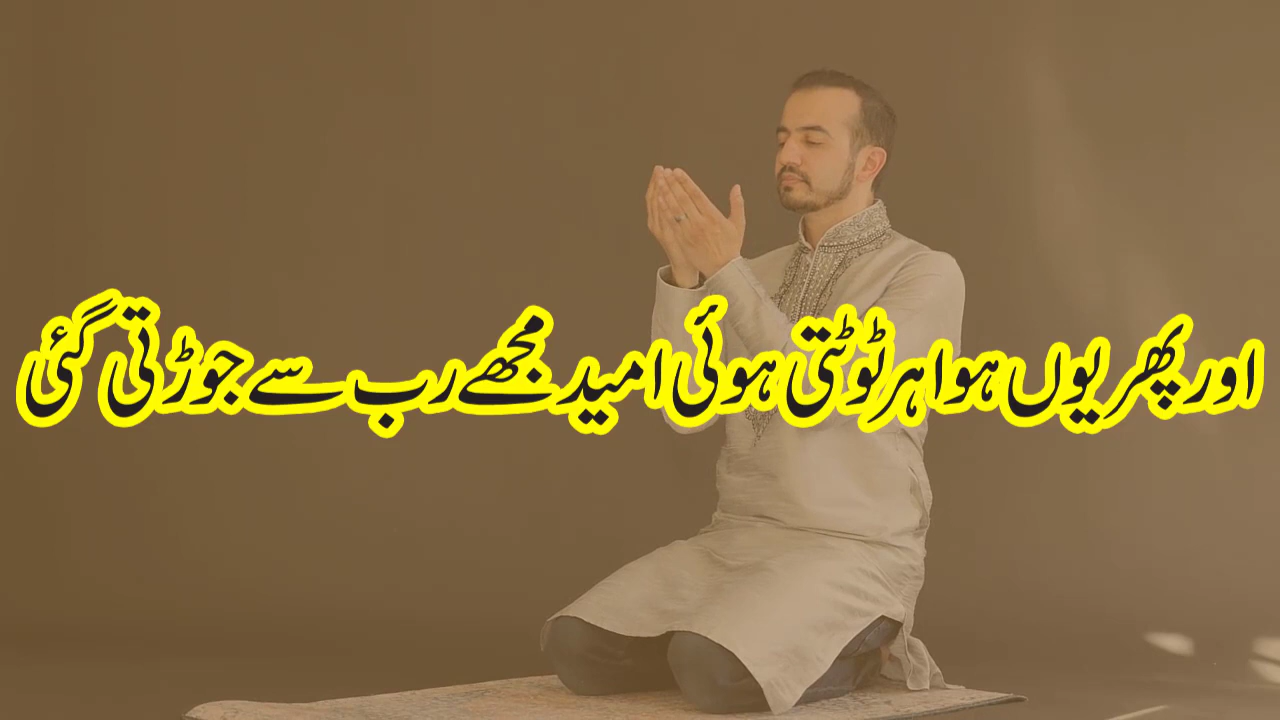 اور پھر یوں ہوا ہر ٹوٹتی ہوئی امید مجھے رب سے جوڑتی گئی